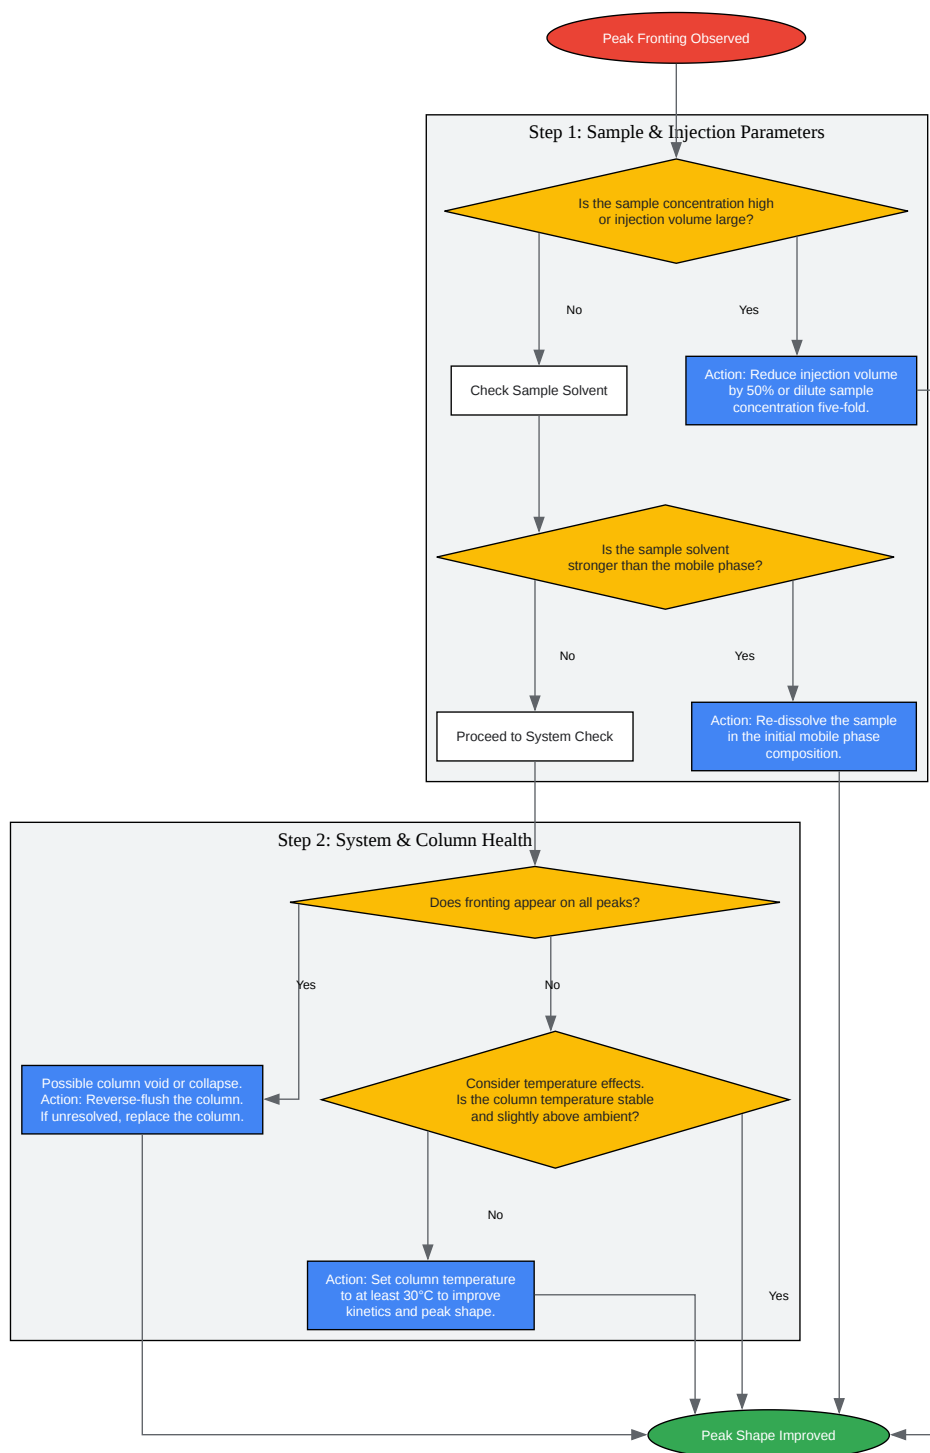 Peak Fronting Observed
Step 1: Sample & Injection Parameters
Is the sample concentration high
or injection volume large?
No
Yes
Check Sample Solvent
Action: Reduce injection volume
by 50% or dilute sample
concentration five-fold.
Is the sample solvent
stronger than the mobile phase?
No
Yes
Proceed to System Check
Action: Re-dissolve the sample
in the initial mobile phase
composition.
Step 2: System & Column Health
Does fronting appear on all peaks?
Yes
No
Possible column void or collapse.
Action: Reverse-flush the column.
If unresolved, replace the column.
Consider temperature effects.
Is the column temperature stable
and slightly above ambient?
No
Yes
Action: Set column temperature
to at least 30°C to improve
kinetics and peak shape.
Peak Shape Improved